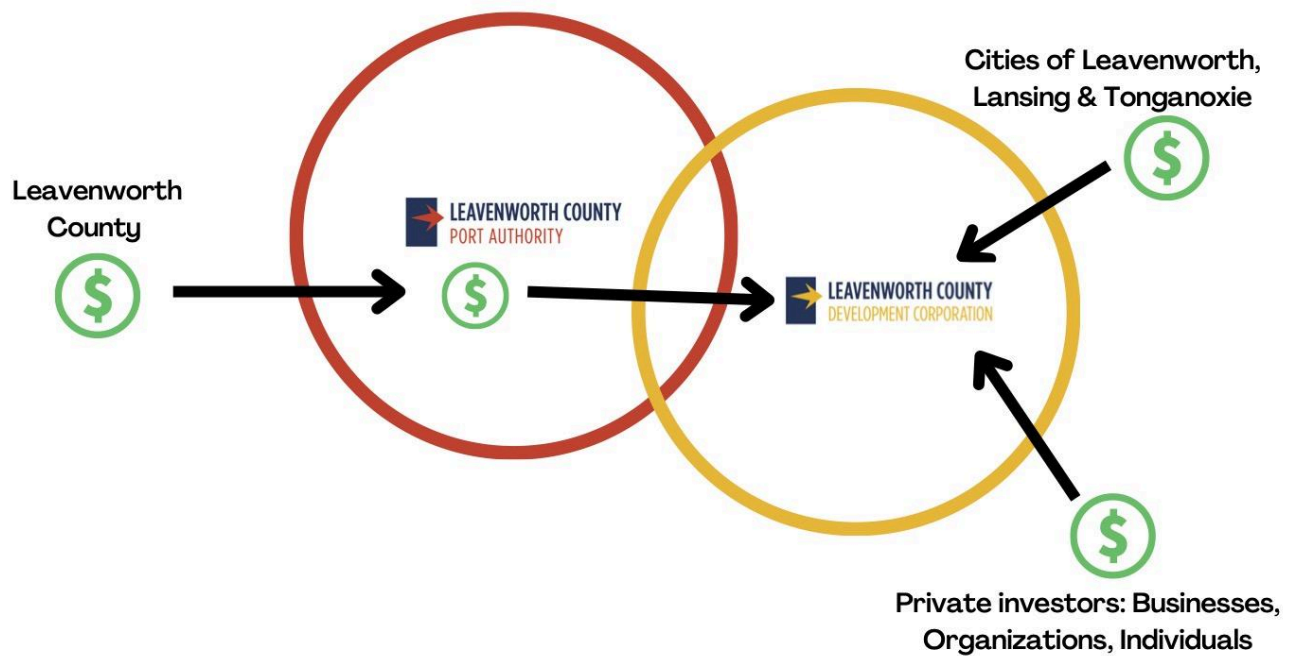 Cities of Leavenworth,
Lansing & Tonganoxie
$
Leavenworth
County
$
LEAVENWORTH COUNTY
PORT AUTHORITY
$
LEAVENWORTH COUNTY
DEVELOPMENT CORPORATION
$
Private investors: Businesses,
Organizations, Individuals